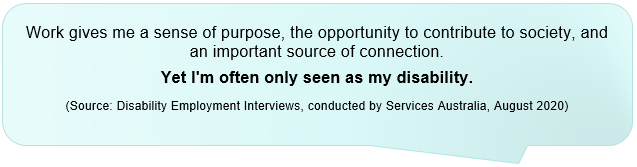 Work gives me a sense of purpose, the opportunity to contribute to society, and
an important source of connection.
Yet I'm often only seen as my disability.
(Source: Disability Employment Interviews, conducted by Services Australia, August 2020)